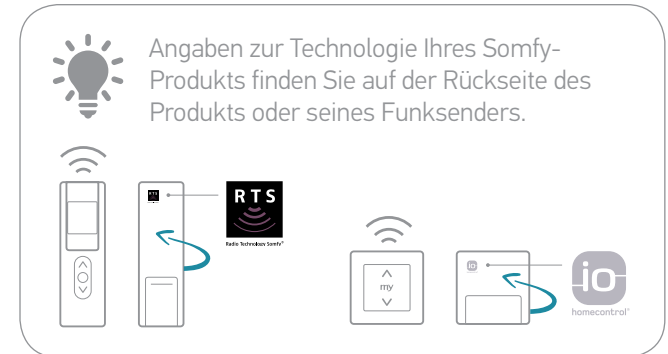 Angaben zur Technologie Ihres Somfy-
Produkts finden Sie auf der Rückseite des
Produkts oder seines Funksenders.
RTS
RTS
Radio Technology Somfy®
my
io
io
homecontrol®